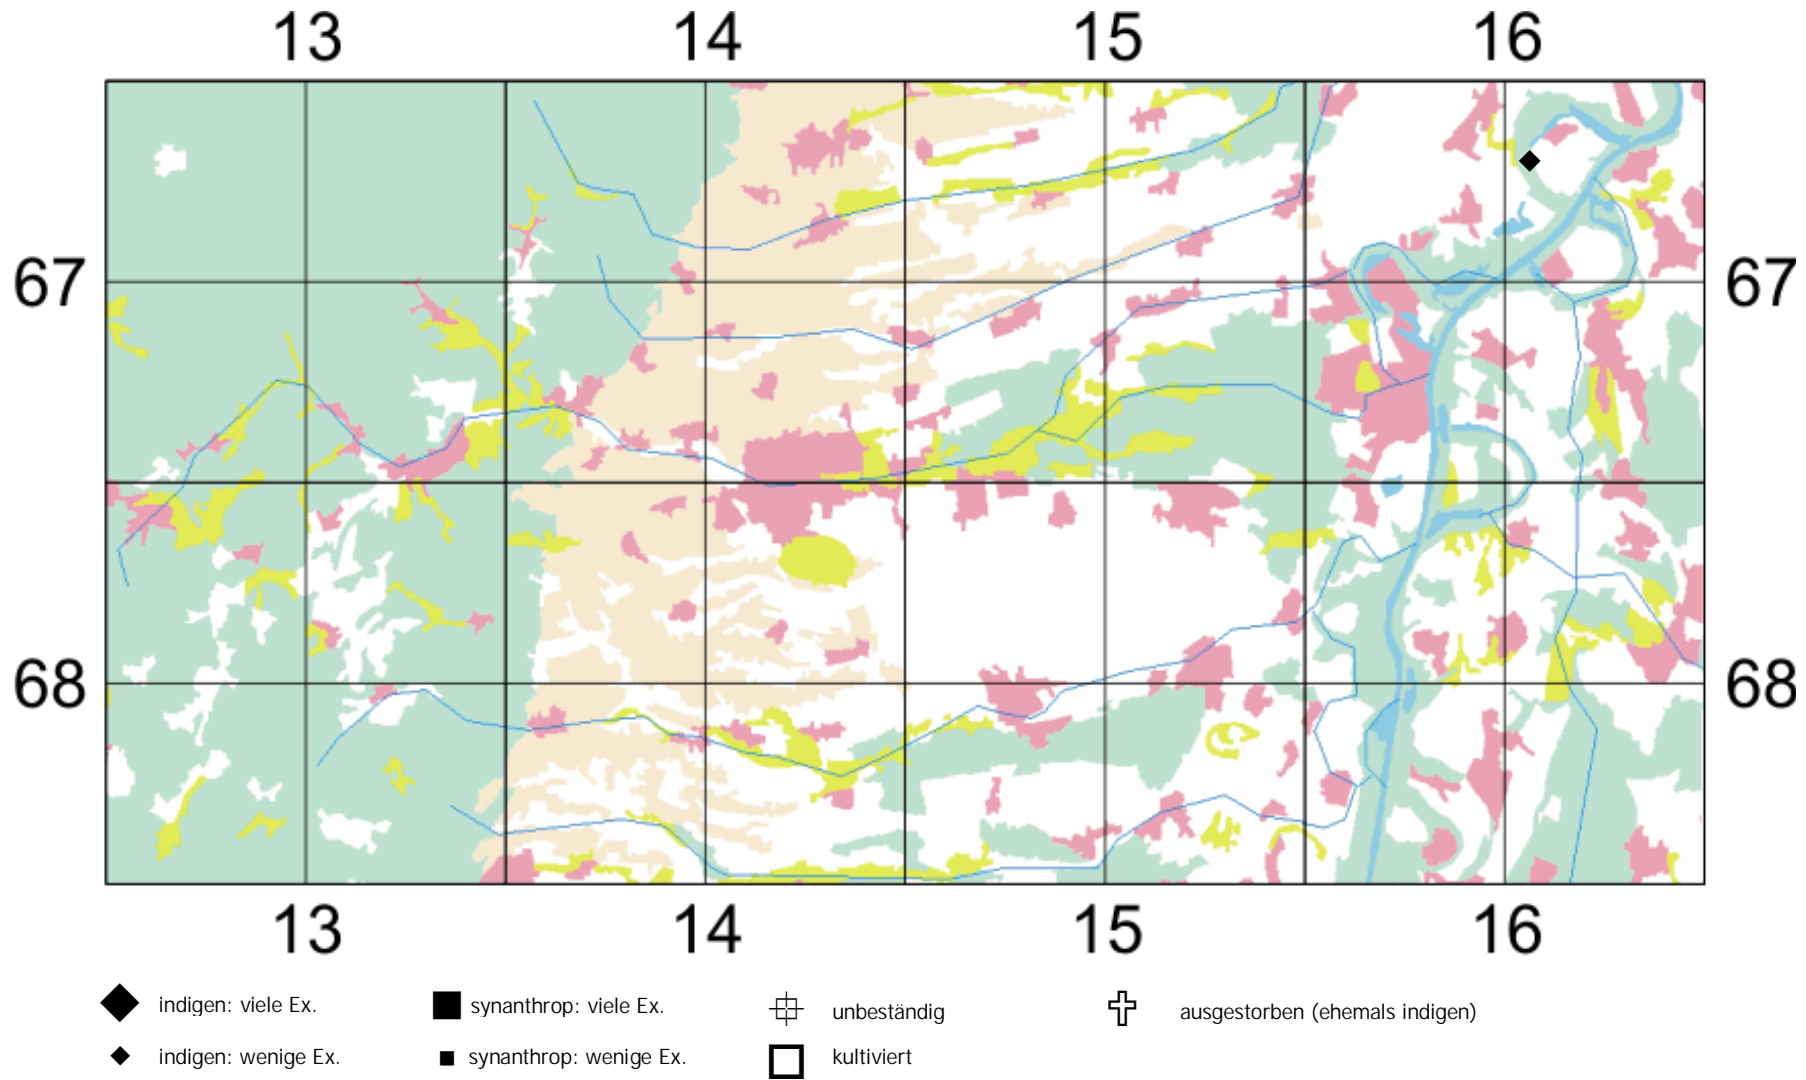 13 14 15 16
67 67
68 68
13 14 15 16
indigen: viele Ex. synanthrop: viele Ex. unbeständig ausgestorben (ehemals indigen)
indigen: wenige Ex. synanthrop: wenige Ex. kultiviert